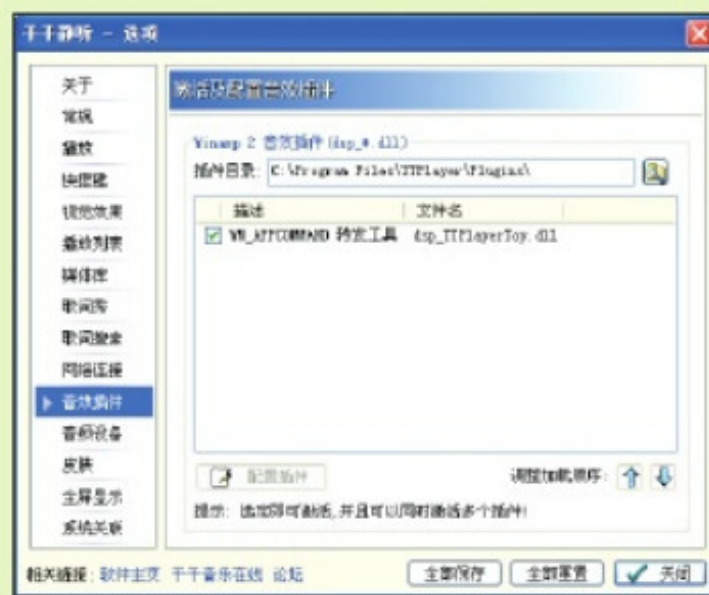 千千静听 - 选项
关于
常规
播放
快捷键
视觉效果
播放列表
媒体库
歌词秀
歌词搜索
网络连接
音效插件
音频设备
皮肤
全屏显示
系统关联
激活及配置音效插件
Winamp 2 音效插件 (dsp_*.dll)
插件目录: C:\Program Files\TTPlayer\Plugins\
描述 文件名
WM_APPCOMMAND 转发工具 dsp_TTPlayerToy.dll
配置插件 调整加载顺序:
提示: 选定即可激活,并且可以同时激活多个插件!
相关链接: 软件主页 千千音乐在线 论坛 全部保存 全部重置 关闭